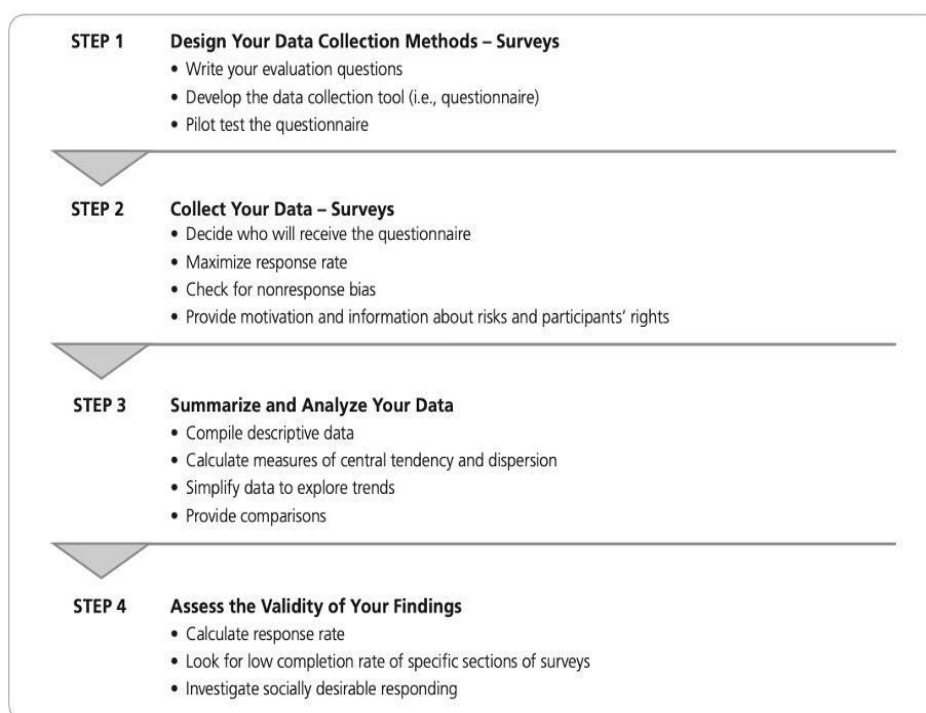 STEP 1 Design Your Data Collection Methods – Surveys
• Write your evaluation questions
• Develop the data collection tool (i.e., questionnaire)
• Pilot test the questionnaire
STEP 2 Collect Your Data – Surveys
• Decide who will receive the questionnaire
• Maximize response rate
• Check for nonresponse bias
• Provide motivation and information about risks and participants’ rights
STEP 3 Summarize and Analyze Your Data
• Compile descriptive data
• Calculate measures of central tendency and dispersion
• Simplify data to explore trends
• Provide comparisons
STEP 4 Assess the Validity of Your Findings
• Calculate response rate
• Look for low completion rate of specific sections of surveys
• Investigate socially desirable responding